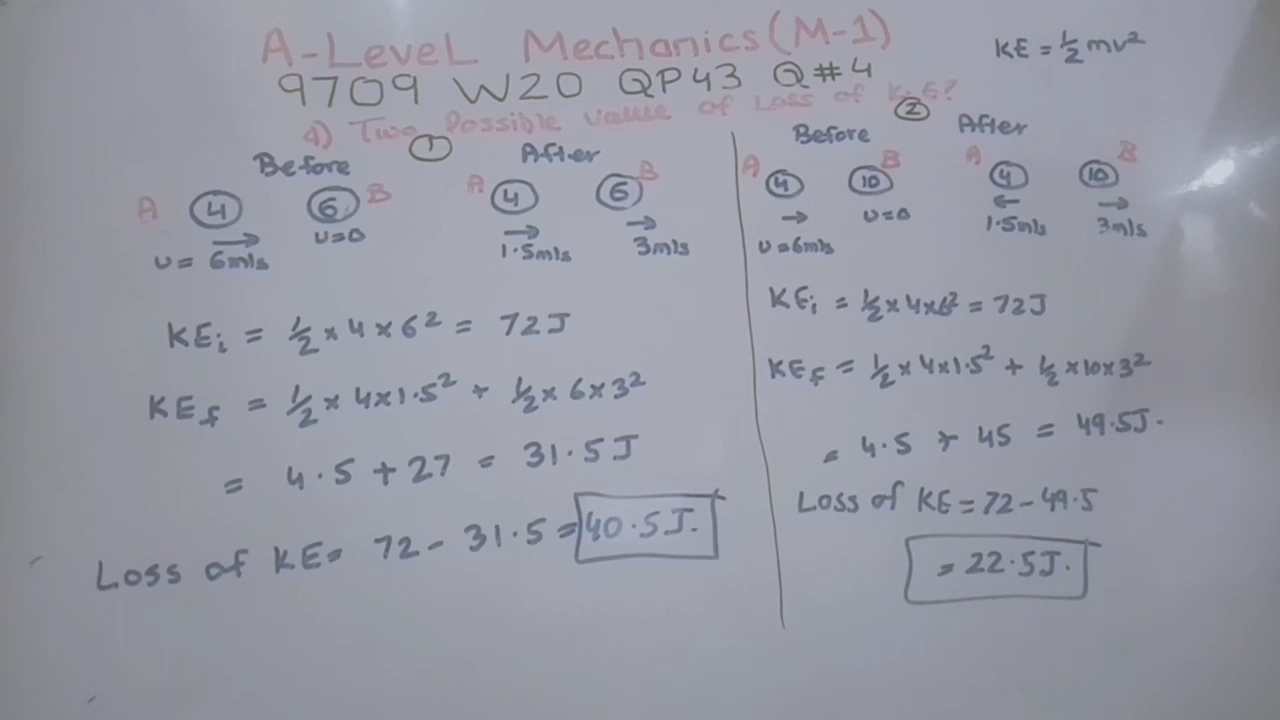 A-Level Mechanics (M-1)
KE = ½mv²
9709 W20 QP43 Q#4
4) Two Possible Value of Loss of K.E?
①
Before After
A 4 6 B A 4 6 B
u = 6m/s u=0 1.5m/s 3m/s
KEi = ½ × 4 × 6² = 72J
KEf = ½ × 4×1.5² + ½ × 6×3²
= 4.5 + 27 = 31.5J
Loss of KE = 72 - 31.5 = 40.5J.
②
Before After
A 4 10 B A 4 10 B
u=6m/s u=0 1.5m/s 3m/s
KEi = ½ × 4×6² = 72J
KEf = ½ × 4×1.5² + ½ ×10×3²
= 4.5 + 45 = 49.5J.
Loss of KE = 72 - 49.5
= 22.5J.